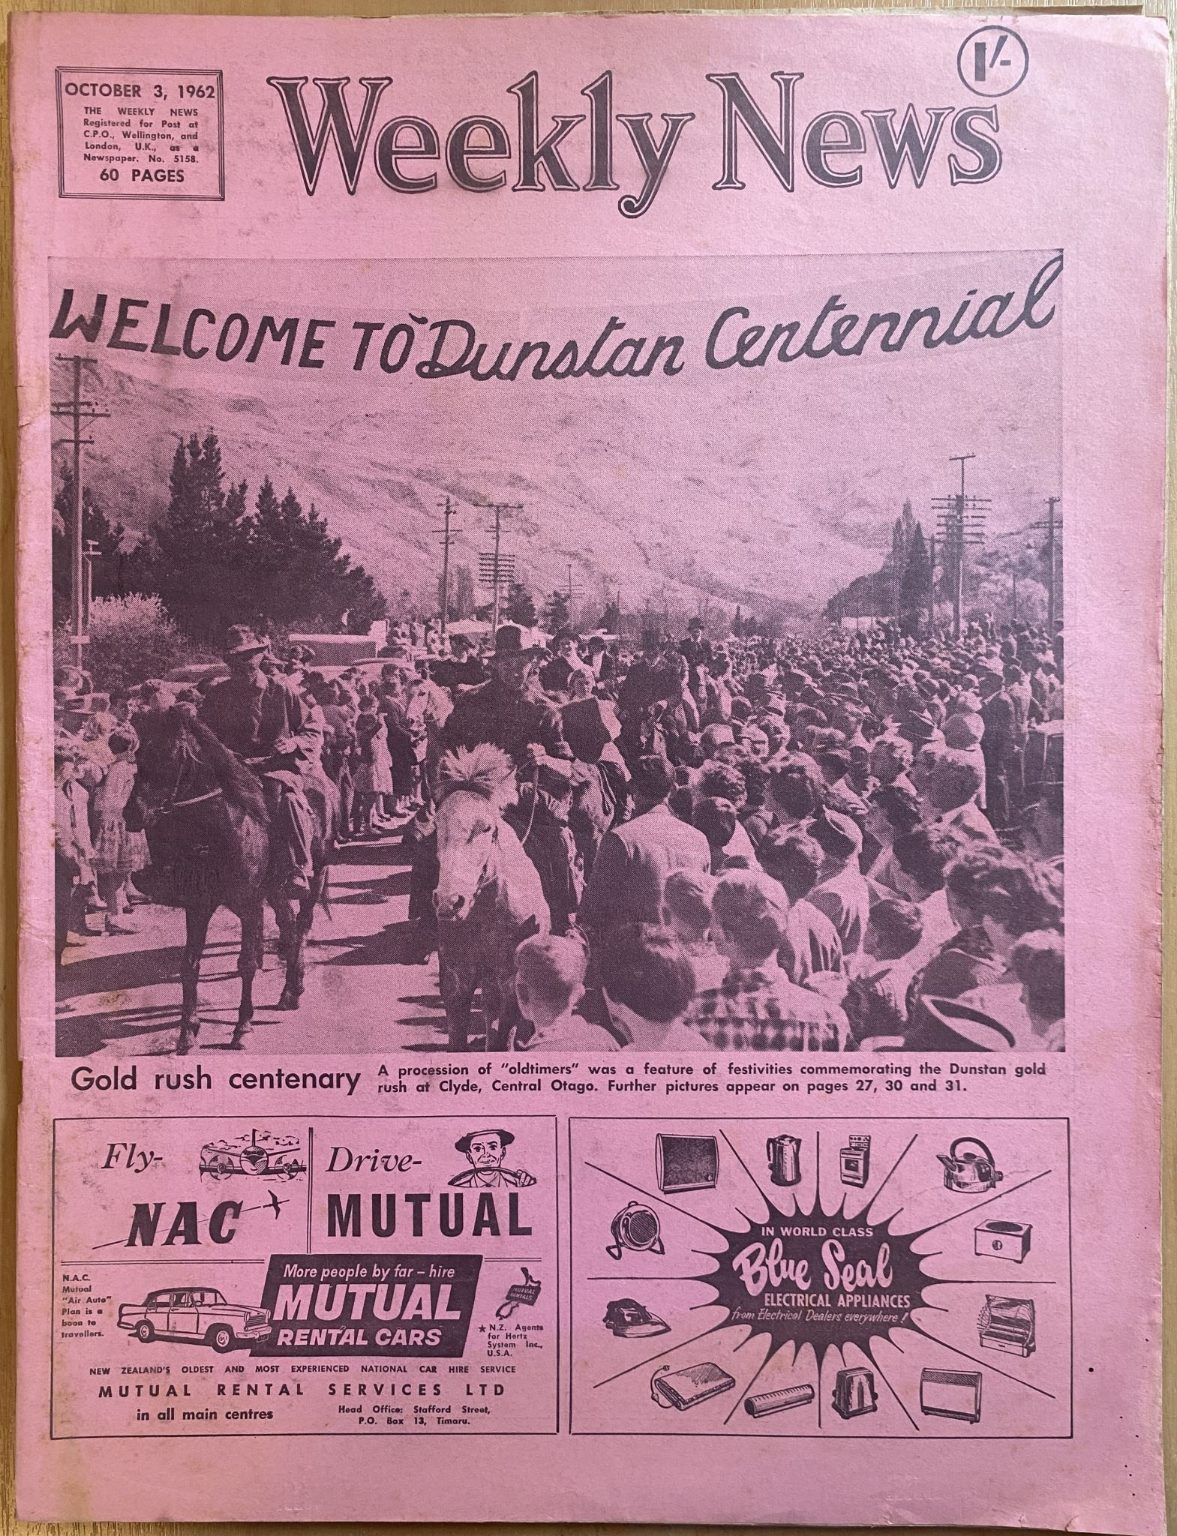 OCTOBER 3, 1962
THE WEEKLY NEWS
Registered for Post at
C.P.O., Wellington, and
London, U.K., as a
Newspaper. No. 5158.
60 PAGES
Weekly News
1/-
WELCOME TO Dunstan Centennial
Gold rush centenary
A procession of "oldtimers" was a feature of festivities commemorating the Dunstan gold
rush at Clyde, Central Otago. Further pictures appear on pages 27, 30 and 31.
Fly-
NAC
Drive-
MUTUAL
N.A.C.
Mutual
"Air Auto"
Plan is a
boon to
travellers.
More people by far – hire
MUTUAL
RENTAL CARS
MUTUAL
RENTALS
★ N.Z. Agents
for Hertz
System Inc.,
U.S.A.
NEW ZEALAND'S OLDEST AND MOST EXPERIENCED NATIONAL CAR HIRE SERVICE
MUTUAL RENTAL SERVICES LTD
in all main centres
Head Office: Stafford Street,
P.O. Box 13, Timaru.
IN WORLD CLASS
Blue Seal
ELECTRICAL APPLIANCES
from Electrical Dealers everywhere!